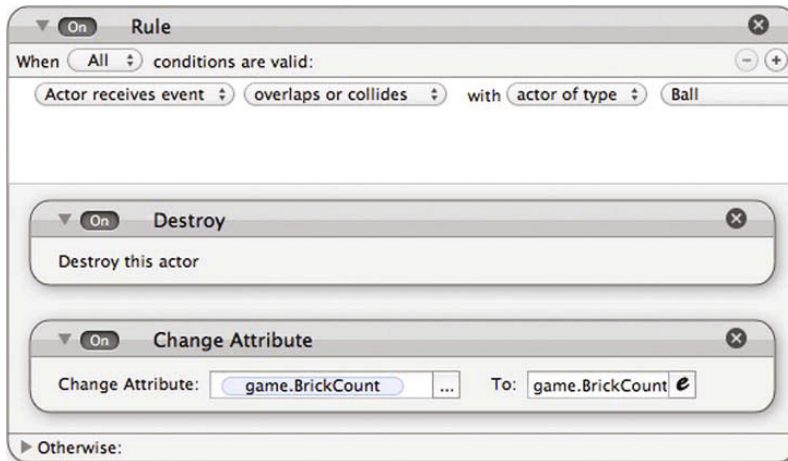 On Rule
When All conditions are valid:
Actor receives event overlaps or collides with actor of type Ball
On Destroy
Destroy this actor
On Change Attribute
Change Attribute: game.BrickCount ... To: game.BrickCount e
Otherwise: